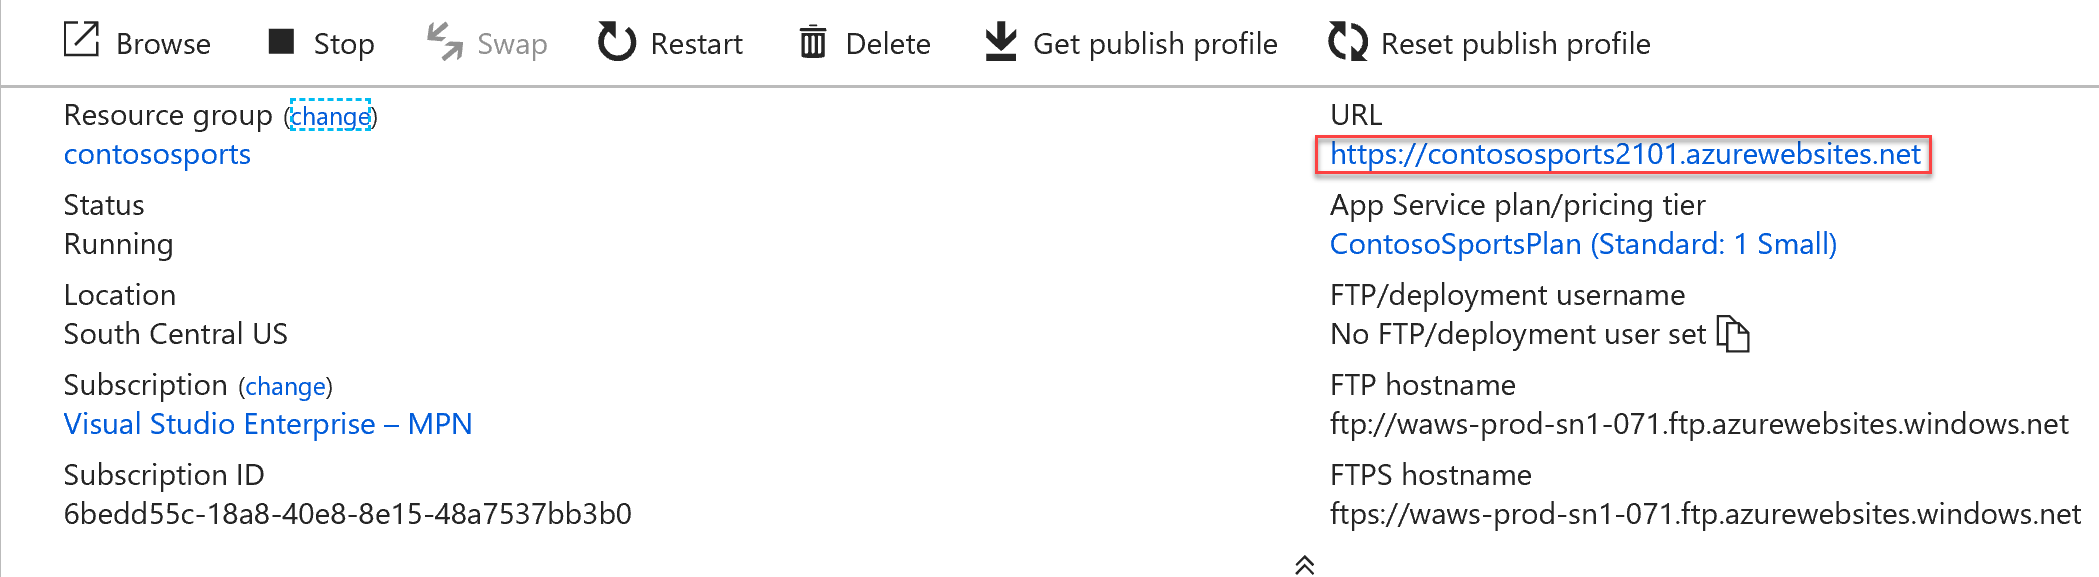 Browse Stop Swap Restart Delete Get publish profile Reset publish profile
Resource group (change)
contososports
Status
Running
Location
South Central US
Subscription (change)
Visual Studio Enterprise – MPN
Subscription ID
6bedd55c-18a8-40e8-8e15-48a7537bb3b0
URL
https://contososports2101.azurewebsites.net
App Service plan/pricing tier
ContosoSportsPlan (Standard: 1 Small)
FTP/deployment username
No FTP/deployment user set
FTP hostname
ftp://waws-prod-sn1-071.ftp.azurewebsites.windows.net
FTPS hostname
ftps://waws-prod-sn1-071.ftp.azurewebsites.windows.net